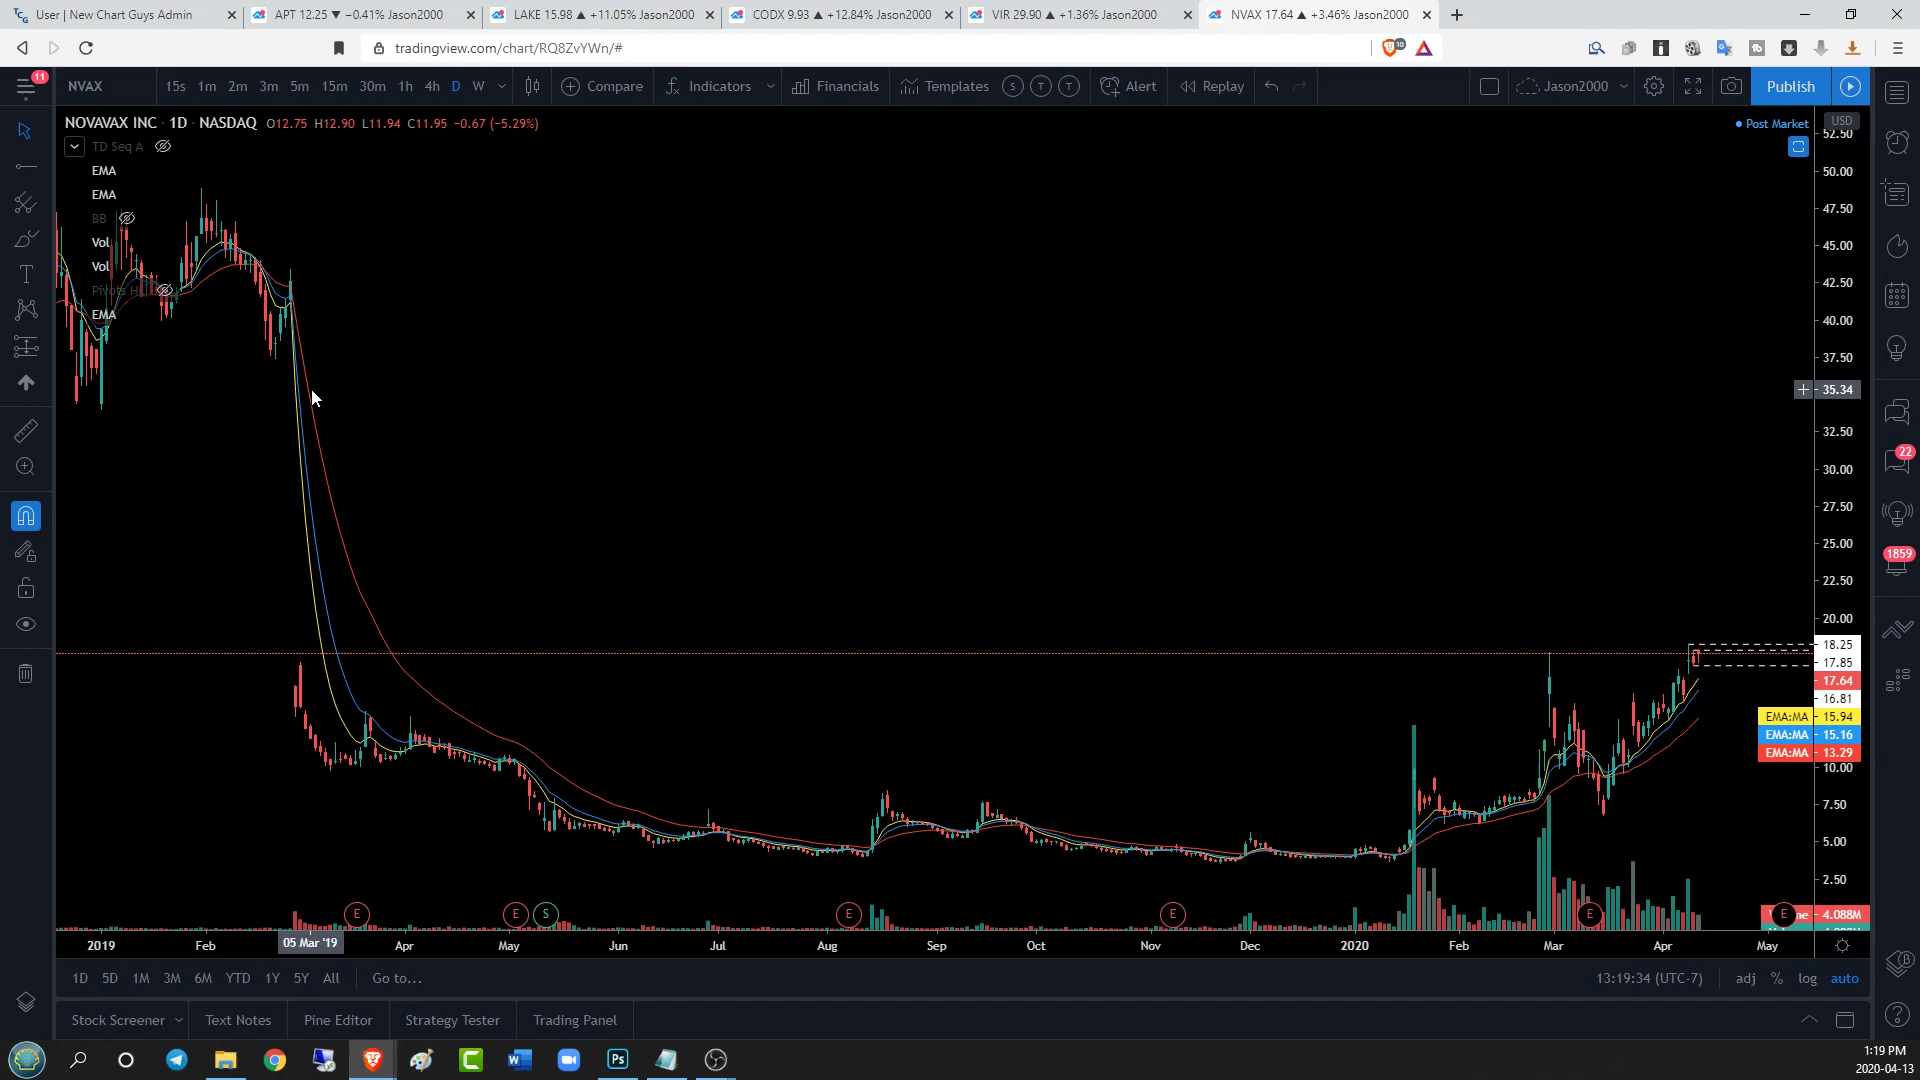 User | New Chart Guys Admin
APT 12.25 ▼ −0.41% Jason2000
LAKE 15.98 ▲ +11.05% Jason2000
CODX 9.93 ▲ +12.84% Jason2000
VIR 29.90 ▲ +1.36% Jason2000
NVAX 17.64 ▲ +3.46% Jason2000
tradingview.com/chart/RQ8ZvYWn/#
10
11
NVAX
15s 1m 2m 3m 5m 15m 30m 1h 4h D W
Compare
Indicators
Financials
Templates
S T T
Alert
Replay
Jason2000
Publish
NOVAVAX INC · 1D · NASDAQ O12.75 H12.90 L11.94 C11.95 −0.67 (−5.29%)
Post Market
USD
TD Seq A
EMA
EMA
BB
Vol
Vol
Pivots H
EMA
52.50
50.00
47.50
45.00
42.50
40.00
37.50
35.34
32.50
30.00
27.50
25.00
22.50
20.00
18.25
17.85
17.64
16.81
EMA:MA 15.94
EMA:MA 15.16
EMA:MA 13.29
10.00
7.50
5.00
2.50
4.088M
22
1859
E E S E E E E
2019 Feb 05 Mar '19 Apr May Jun Jul Aug Sep Oct Nov Dec 2020 Feb Mar Apr May
1D 5D 1M 3M 6M YTD 1Y 5Y All Go to...
13:19:34 (UTC-7) adj % log auto
Stock Screener Text Notes Pine Editor Strategy Tester Trading Panel
Ps
1:19 PM
2020-04-13